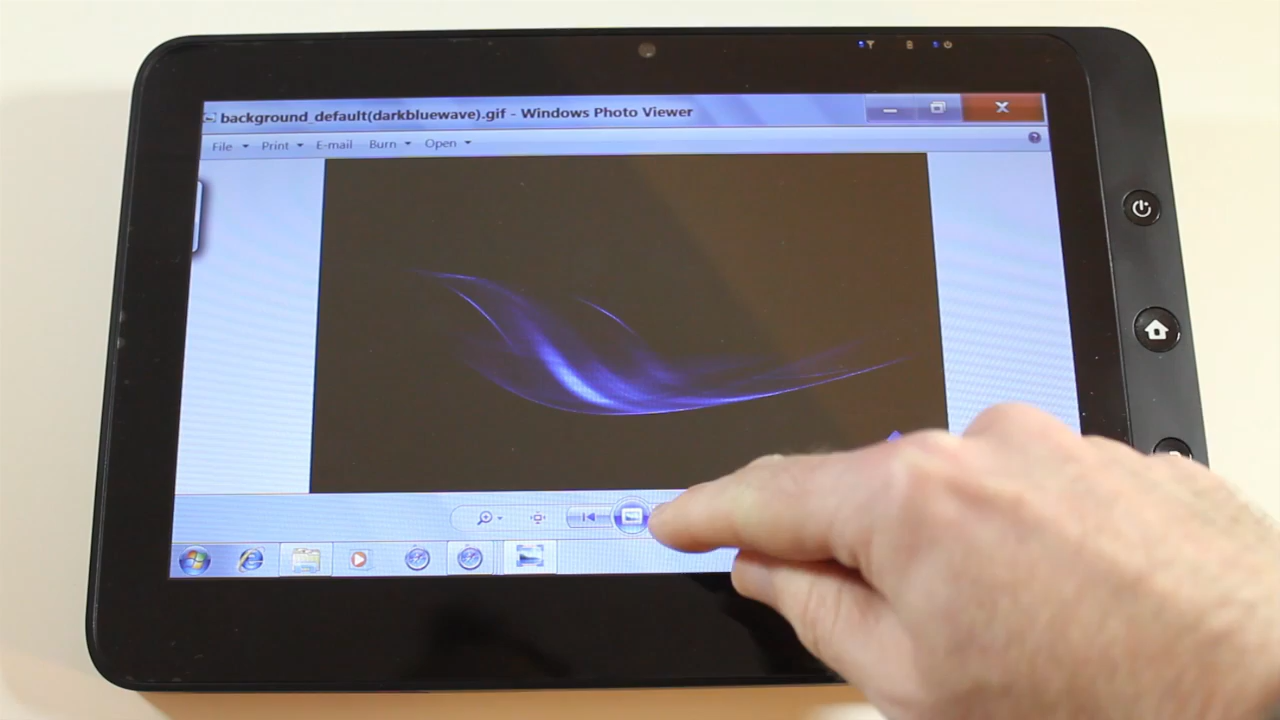 background_default(darkbluewave).gif - Windows Photo Viewer
File Print E-mail Burn Open